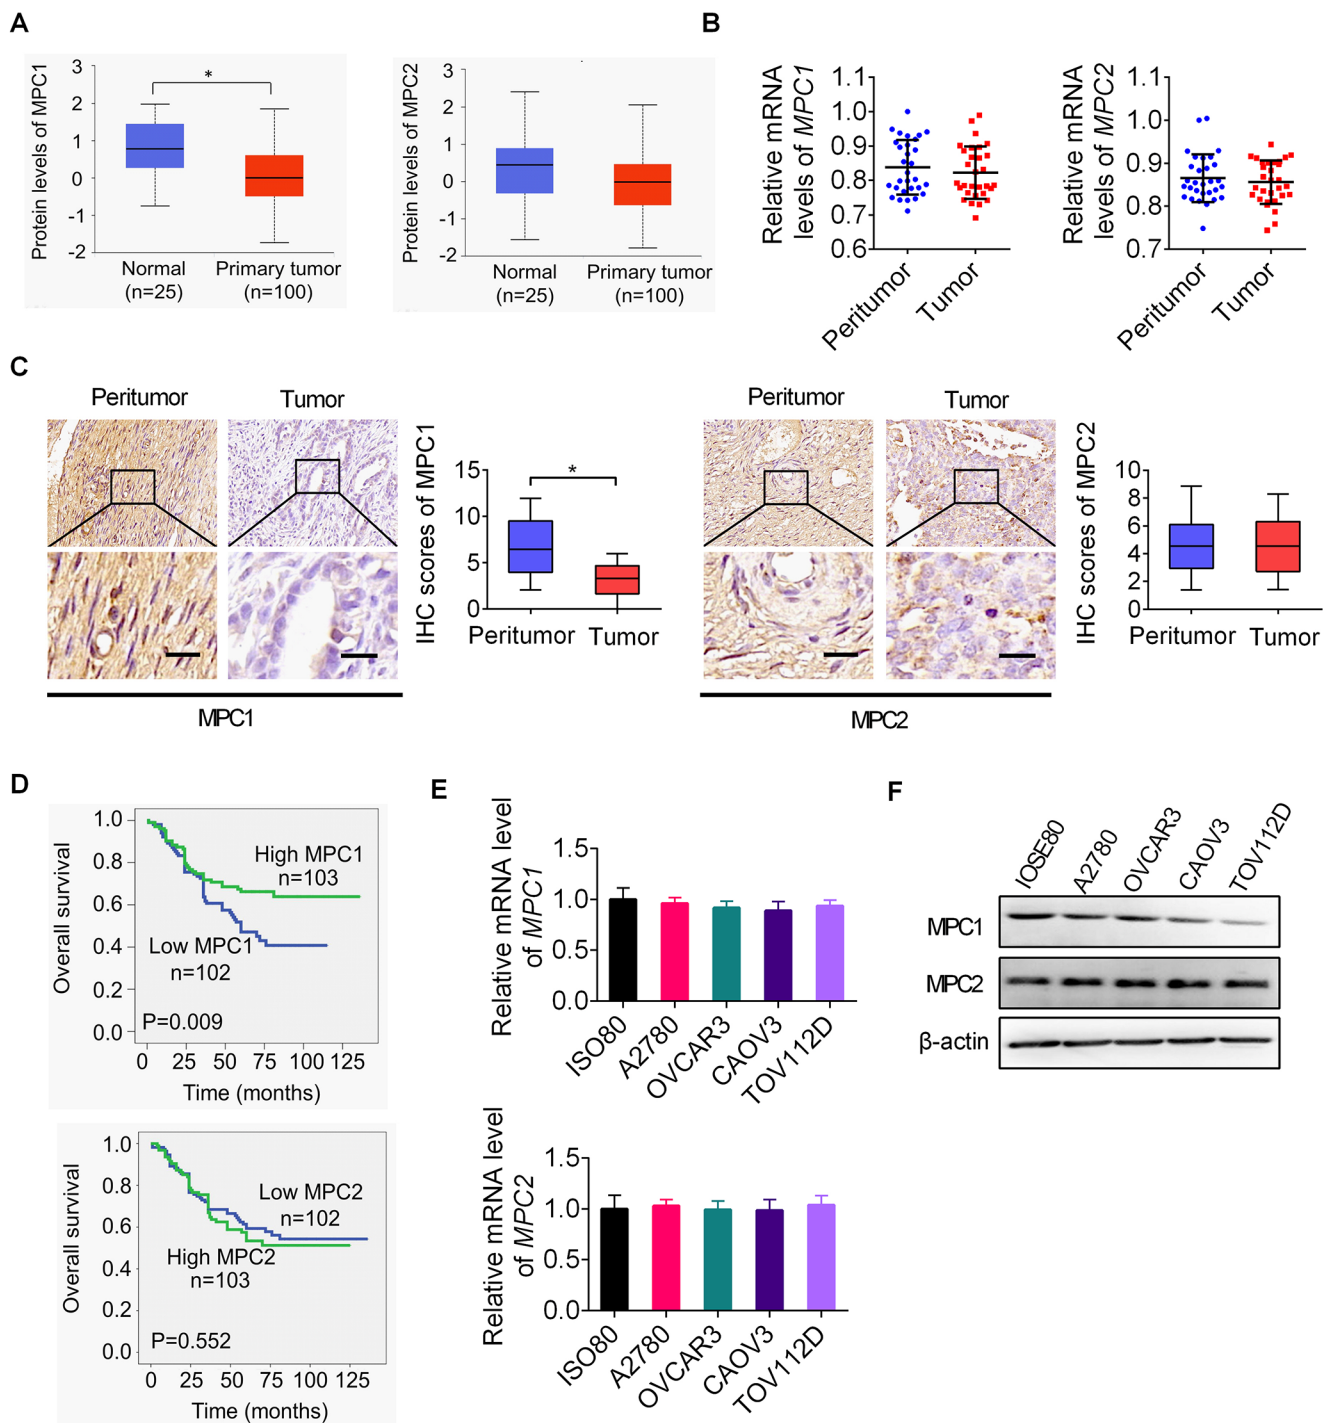 A
Protein levels of MPC1
3
2
1
0
-1
-2
*
Normal
(n=25)
Primary tumor
(n=100)
Protein levels of MPC2
3
2
1
0
-1
-2
Normal
(n=25)
Primary tumor
(n=100)
B
Relative mRNA
levels of MPC1
1.1
1.0
0.9
0.8
0.7
0.6
Peritumor
Tumor
Relative mRNA
levels of MPC2
1.1
1.0
0.9
0.8
0.7
Peritumor
Tumor
C
Peritumor
Tumor
MPC1
IHC scores of MPC1
15
10
5
0
*
Peritumor
Tumor
Peritumor
Tumor
MPC2
IHC scores of MPC2
10
8
6
4
2
0
Peritumor
Tumor
D
Overall survival
1.0
0.8
0.6
0.4
0.2
0.0
High MPC1
n=103
Low MPC1
n=102
P=0.009
0 25 50 75 100 125
Time (months)
Overall survival
1.0
0.8
0.6
0.4
0.2
0.0
Low MPC2
n=102
High MPC2
n=103
P=0.552
0 25 50 75 100 125
Time (months)
E
Relative mRNA level
of MPC1
1.5
1.0
0.5
0.0
ISO80
A2780
OVCAR3
CAOV3
TOV112D
Relative mRNA level
of MPC2
1.5
1.0
0.5
0.0
ISO80
A2780
OVCAR3
CAOV3
TOV112D
F
IOSE80
A2780
OVCAR3
CAOV3
TOV112D
MPC1
MPC2
β-actin